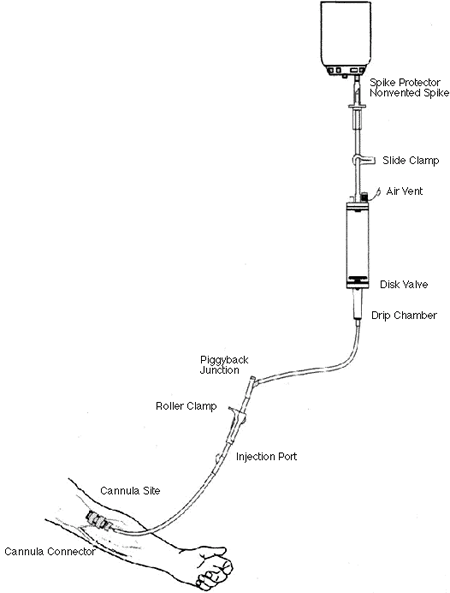 Spike Protector
Nonvented Spike
Slide Clamp
Air Vent
Disk Valve
Drip Chamber
Piggyback
Junction
Roller Clamp
Injection Port
Cannula Site
Cannula Connector